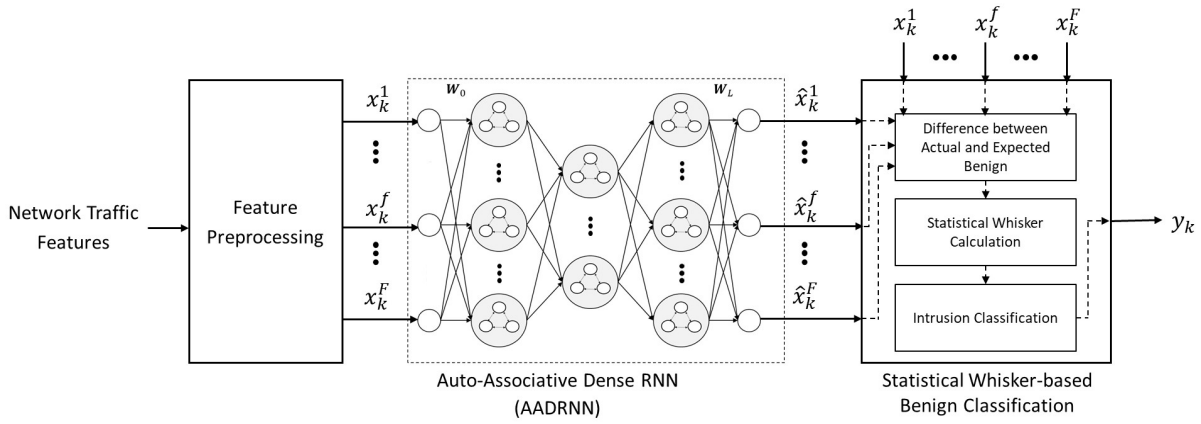 Network Traffic
Features
Feature
Preprocessing
x_k^1
x_k^f
x_k^F
W_0
W_L
x̂_k^1
x̂_k^f
x̂_k^F
Auto-Associative Dense RNN
(AADRNN)
x_k^1
x_k^f
x_k^F
Difference between
Actual and Expected
Benign
Statistical Whisker
Calculation
Intrusion Classification
Statistical Whisker-based
Benign Classification
y_k